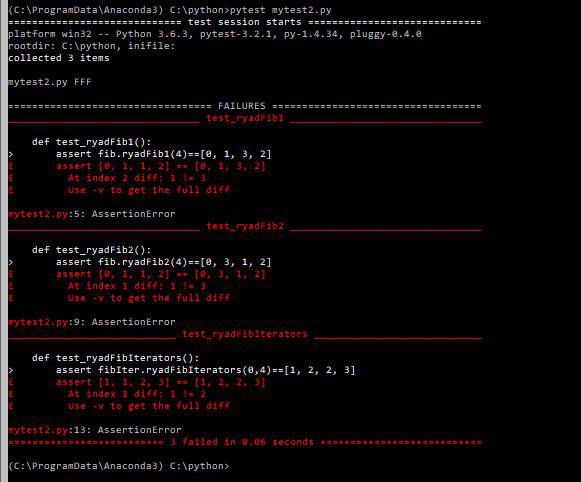 (C:\ProgramData\Anaconda3) C:\python>pytest mytest2.py
============================= test session starts =============================
platform win32 -- Python 3.6.3, pytest-3.2.1, py-1.4.34, pluggy-0.4.0
rootdir: C:\python, inifile:
collected 3 items
mytest2.py FFF
================================== FAILURES ===================================
_________________________________ test_ryadFib1 _________________________________
def test_ryadFib1():
> assert fib.ryadFib1(4)==[0, 1, 3, 2]
E assert [0, 1, 1, 2] == [0, 1, 3, 2]
E At index 2 diff: 1 != 3
E Use -v to get the full diff
mytest2.py:5: AssertionError
_________________________________ test_ryadFib2 _________________________________
def test_ryadFib2():
> assert fib.ryadFib2(4)==[0, 3, 1, 2]
E assert [0, 1, 1, 2] == [0, 3, 1, 2]
E At index 1 diff: 1 != 3
E Use -v to get the full diff
mytest2.py:9: AssertionError
_____________________________ test_ryadFibIterators _____________________________
def test_ryadFibIterators():
> assert fibIter.ryadFibIterators(0,4)==[1, 2, 2, 3]
E assert [1, 1, 2, 3] == [1, 2, 2, 3]
E At index 1 diff: 1 != 2
E Use -v to get the full diff
mytest2.py:13: AssertionError
========================== 3 failed in 0.06 seconds ===========================
(C:\ProgramData\Anaconda3) C:\python>